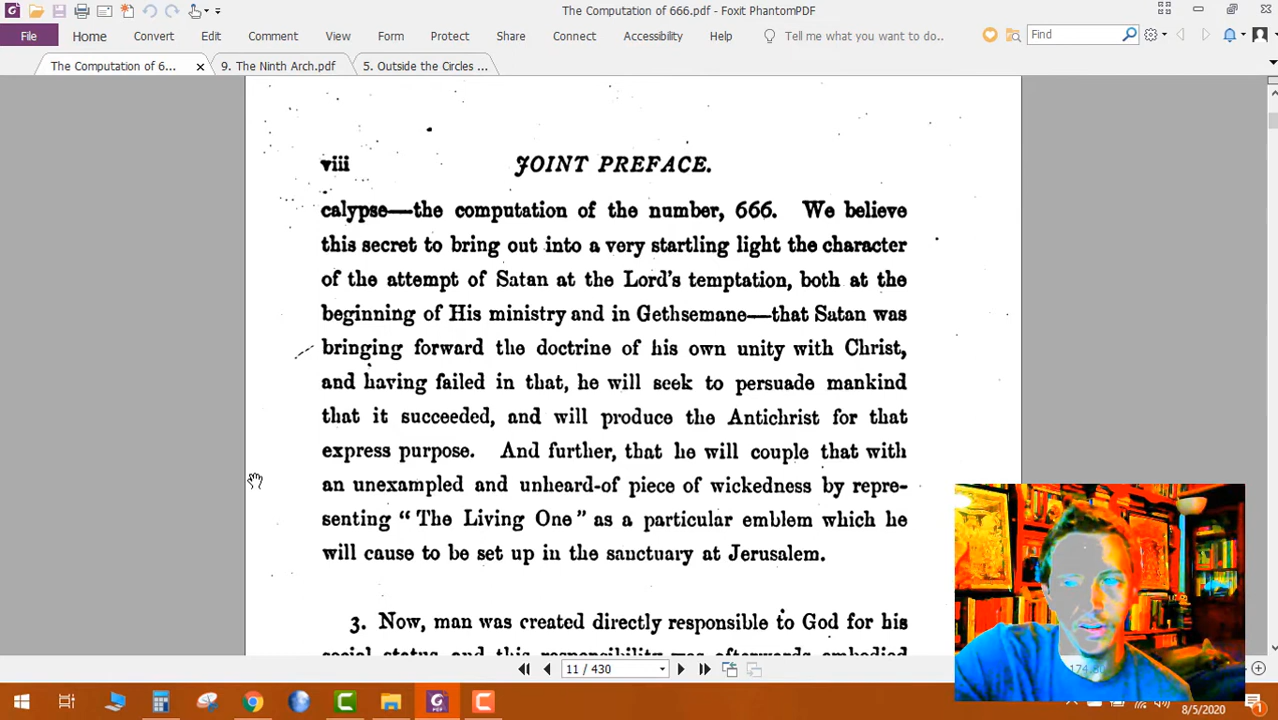 The Computation of 666.pdf - Foxit PhantomPDF
File Home Convert Edit Comment View Form Protect Share Connect Accessibility Help Tell me what you want to do.. Find
The Computation of 6... 9. The Ninth Arch.pdf 5. Outside the Circles ...
viii JOINT PREFACE.
calypse—the computation of the number, 666. We believe
this secret to bring out into a very startling light the character
of the attempt of Satan at the Lord's temptation, both at the
beginning of His ministry and in Gethsemane—that Satan was
bringing forward the doctrine of his own unity with Christ,
and having failed in that, he will seek to persuade mankind
that it succeeded, and will produce the Antichrist for that
express purpose. And further, that he will couple that with
an unexampled and unheard-of piece of wickedness by repre-
senting "The Living One" as a particular emblem which he
will cause to be set up in the sanctuary at Jerusalem.
3. Now, man was created directly responsible to God for his
social status, and this responsibility was afterwards embodied
11 / 430
8/5/2020